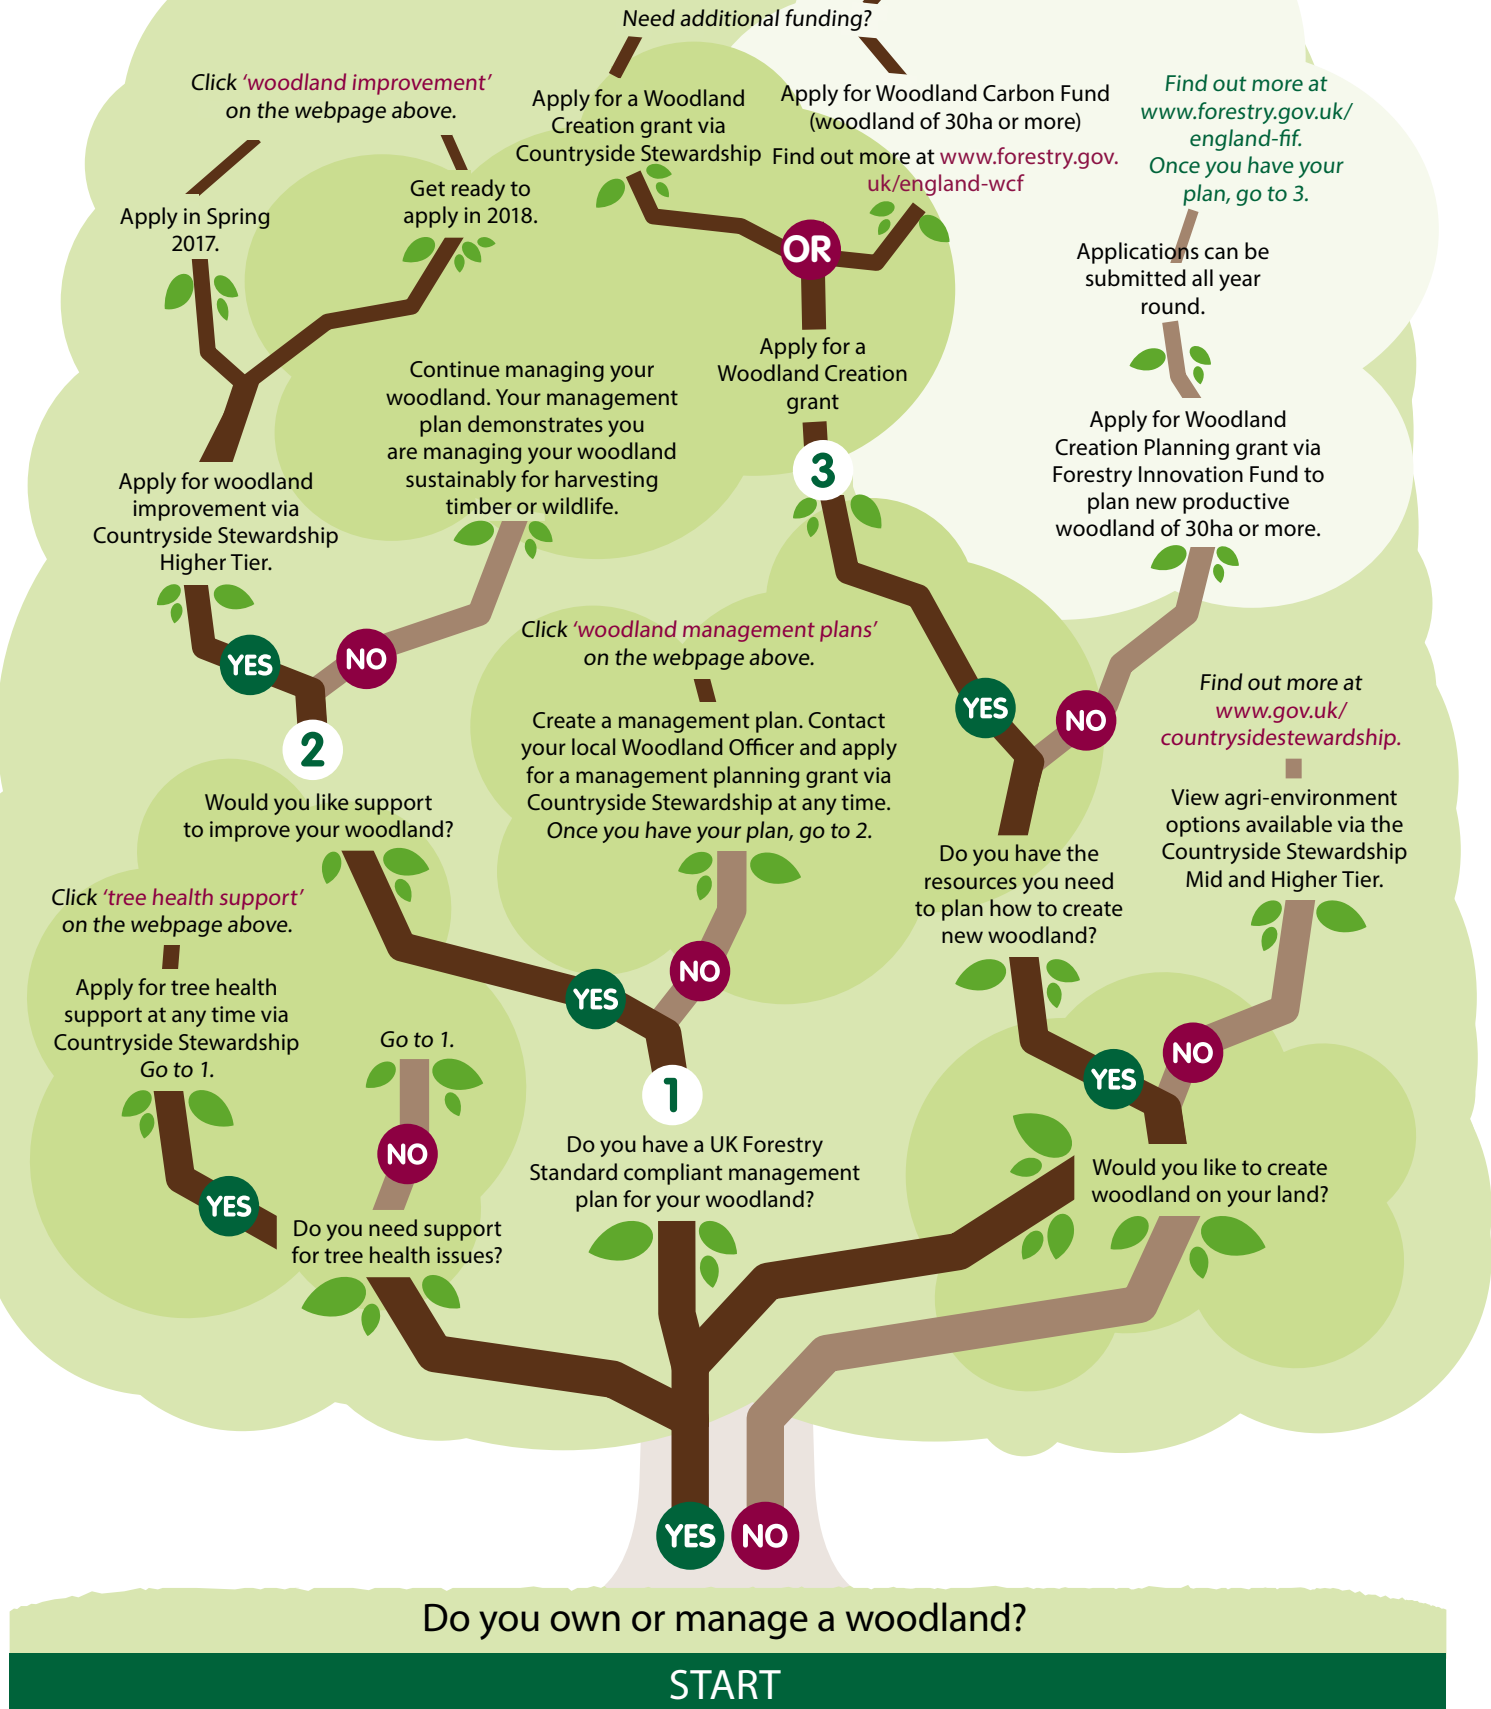 Need additional funding?
Click ‘woodland improvement’
on the webpage above.
Apply in Spring
2017.
Get ready to
apply in 2018.
Apply for a Woodland
Creation grant via
Countryside Stewardship
Apply for Woodland Carbon Fund
(woodland of 30ha or more)
Find out more at www.forestry.gov.
uk/england-wcf
Find out more at
www.forestry.gov.uk/
england-fif.
Once you have your
plan, go to 3.
OR
Applications can be
submitted all year
round.
Apply for a
Woodland Creation
grant
Continue managing your
woodland. Your management
plan demonstrates you
are managing your woodland
sustainably for harvesting
timber or wildlife.
Apply for Woodland
Creation Planning grant via
Forestry Innovation Fund to
plan new productive
woodland of 30ha or more.
3
Apply for woodland
improvement via
Countryside Stewardship
Higher Tier.
YES
NO
2
Would you like support
to improve your woodland?
Click ‘woodland management plans’
on the webpage above.
Create a management plan. Contact
your local Woodland Officer and apply
for a management planning grant via
Countryside Stewardship at any time.
Once you have your plan, go to 2.
YES
NO
Do you have the
resources you need
to plan how to create
new woodland?
Find out more at
www.gov.uk/
countrysidestewardship.
View agri-environment
options available via the
Countryside Stewardship
Mid and Higher Tier.
Click ‘tree health support’
on the webpage above.
Apply for tree health
support at any time via
Countryside Stewardship
Go to 1.
Go to 1.
YES
NO
1
Do you have a UK Forestry
Standard compliant management
plan for your woodland?
YES
NO
Would you like to create
woodland on your land?
NO
YES
Do you need support
for tree health issues?
YES
NO
Do you own or manage a woodland?
START